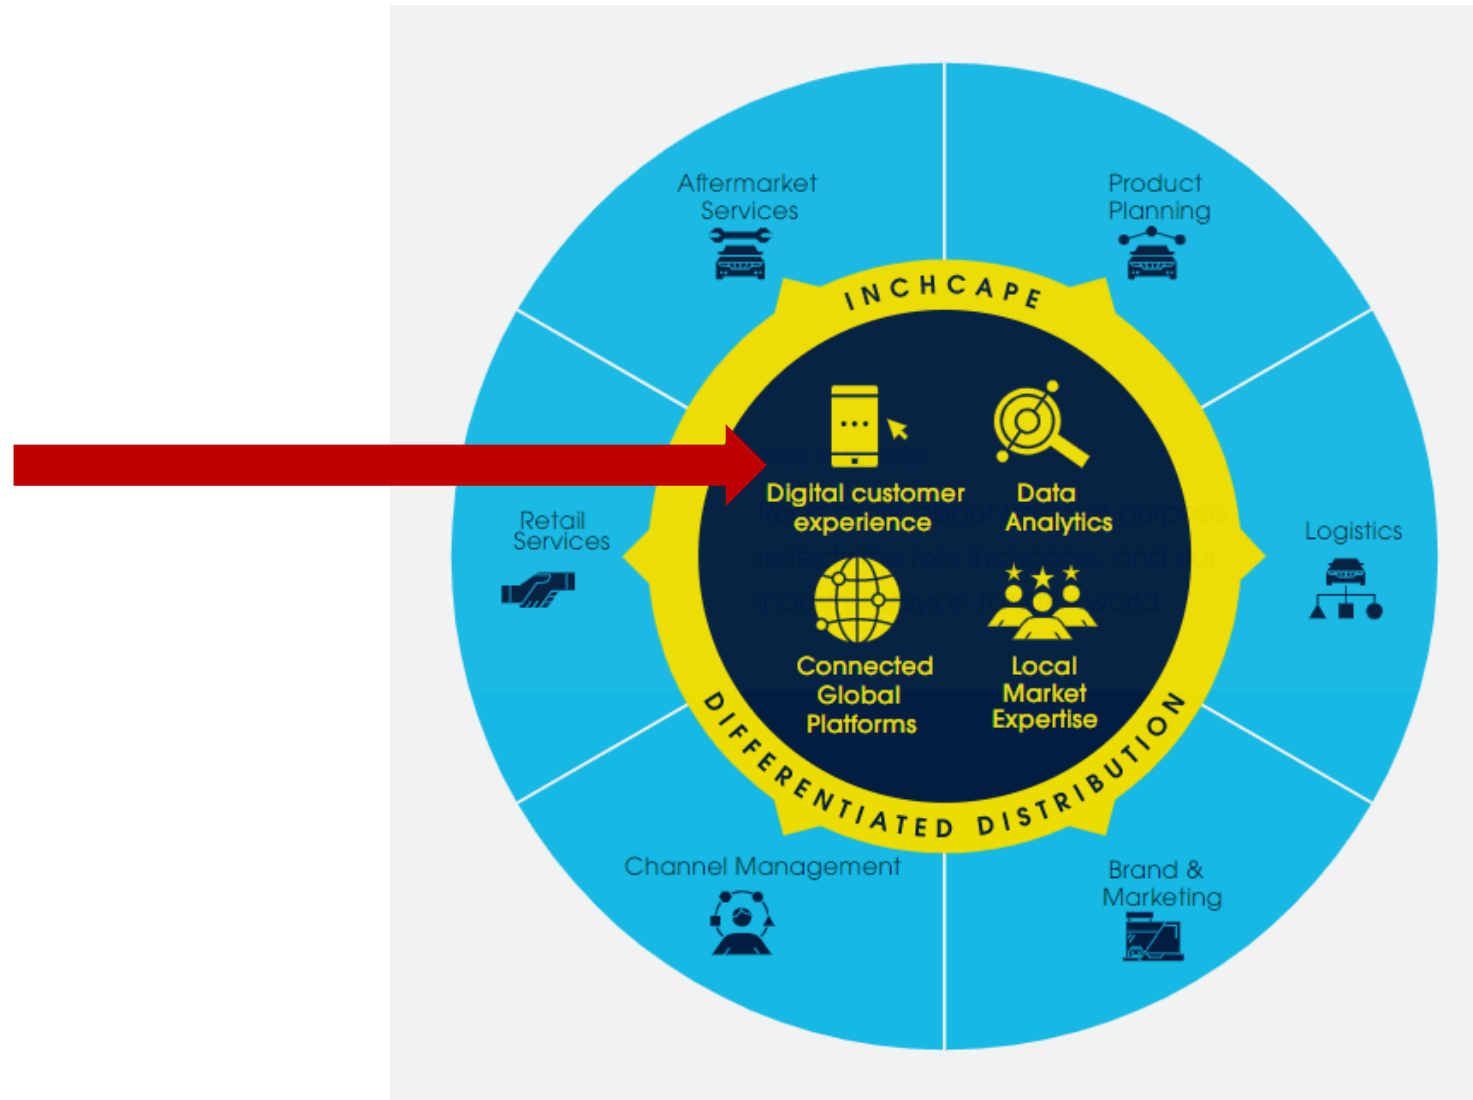 Aftermarket
Services
Product
Planning
INCHCAPE
Digital customer
experience
Data
Analytics
Retail
Services
Logistics
Connected
Global
Platforms
Local
Market
Expertise
DIFFERENTIATED DISTRIBUTION
Channel Management
Brand &
Marketing